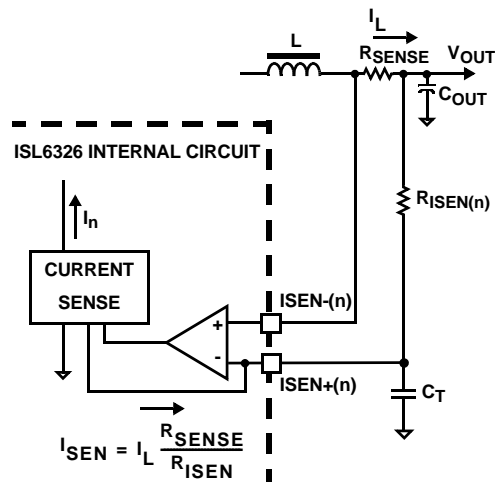 I_L
L
R_SENSE
V_OUT
C_OUT
ISL6326 INTERNAL CIRCUIT
R_ISEN(n)
I_n
CURRENT
SENSE
ISEN-(n)
+
-
ISEN+(n)
C_T
I_SEN = I_L R_SENSE / R_ISEN